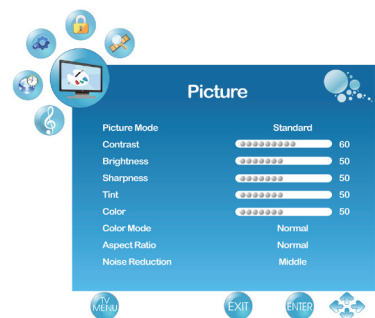 Picture
Picture Mode Standard
Contrast 60
Brightness 50
Sharpness 50
Tint 50
Color 50
Color Mode Normal
Aspect Ratio Normal
Noise Reduction Middle
TV MENU EXIT ENTER